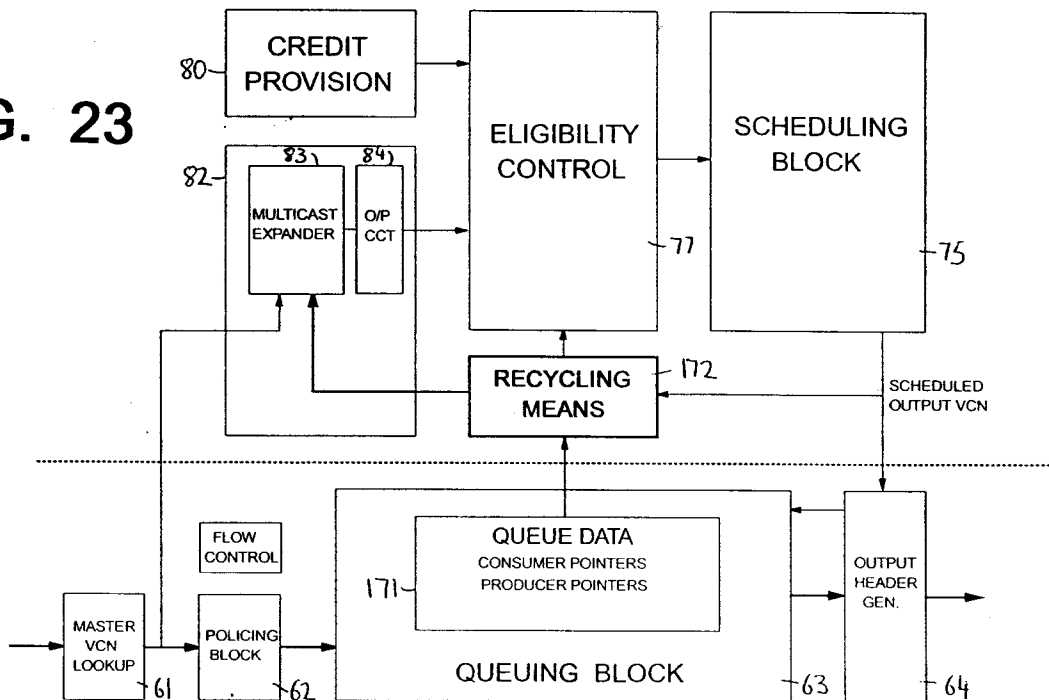 G. 23
80
CREDIT
PROVISION
ELIGIBILITY
CONTROL
77
SCHEDULING
BLOCK
75
82
83
84
MULTICAST
EXPANDER
O/P
CCT
RECYCLING
MEANS
172
SCHEDULED
OUTPUT VCN
FLOW
CONTROL
QUEUE DATA
CONSUMER POINTERS
PRODUCER POINTERS
171
OUTPUT
HEADER
GEN.
MASTER
VCN
LOOKUP
61
POLICING
BLOCK
62
QUEUING BLOCK
63
64